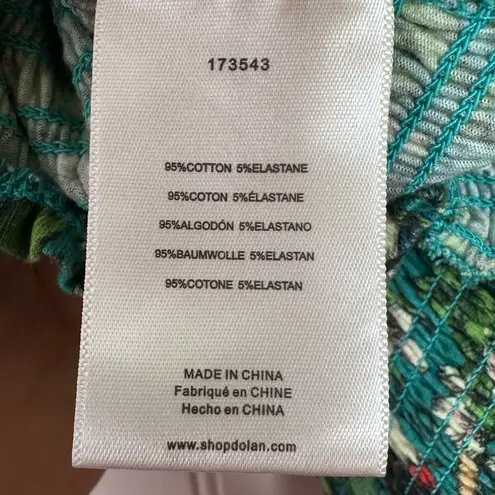 173543
95%COTTON 5%ELASTANE
95%COTON 5%ÉLASTANE
95%ALGODÓN 5%ELASTANO
95%BAUMWOLLE 5%ELASTAN
95%COTONE 5%ELASTAN
MADE IN CHINA
Fabriqué en CHINE
Hecho en CHINA
www.shopdolan.com